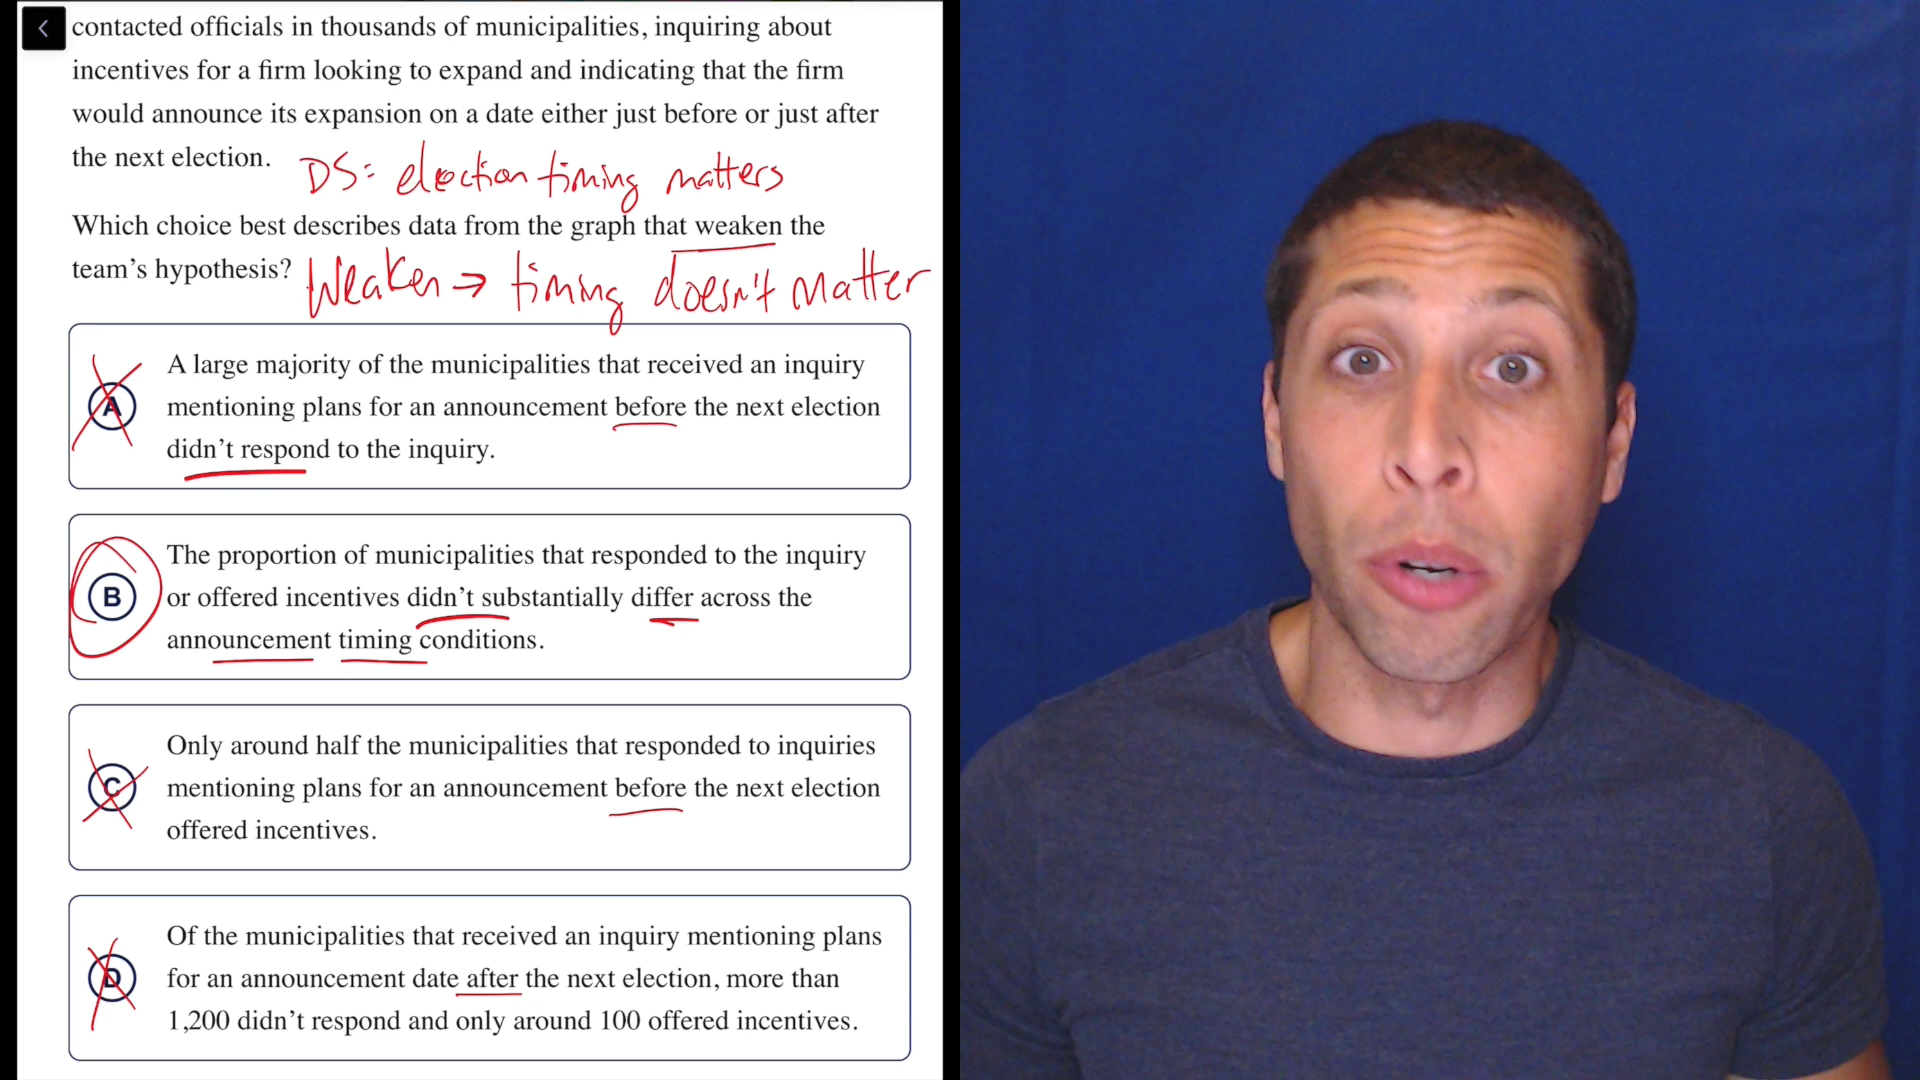 contacted officials in thousands of municipalities, inquiring about
incentives for a firm looking to expand and indicating that the firm
would announce its expansion on a date either just before or just after
the next election.
DS: election timing matters
Which choice best describes data from the graph that weaken the
team's hypothesis?
Weaken → timing doesn't matter
A
A large majority of the municipalities that received an inquiry
mentioning plans for an announcement before the next election
didn't respond to the inquiry.
B
The proportion of municipalities that responded to the inquiry
or offered incentives didn't substantially differ across the
announcement timing conditions.
C
Only around half the municipalities that responded to inquiries
mentioning plans for an announcement before the next election
offered incentives.
D
Of the municipalities that received an inquiry mentioning plans
for an announcement date after the next election, more than
1,200 didn't respond and only around 100 offered incentives.